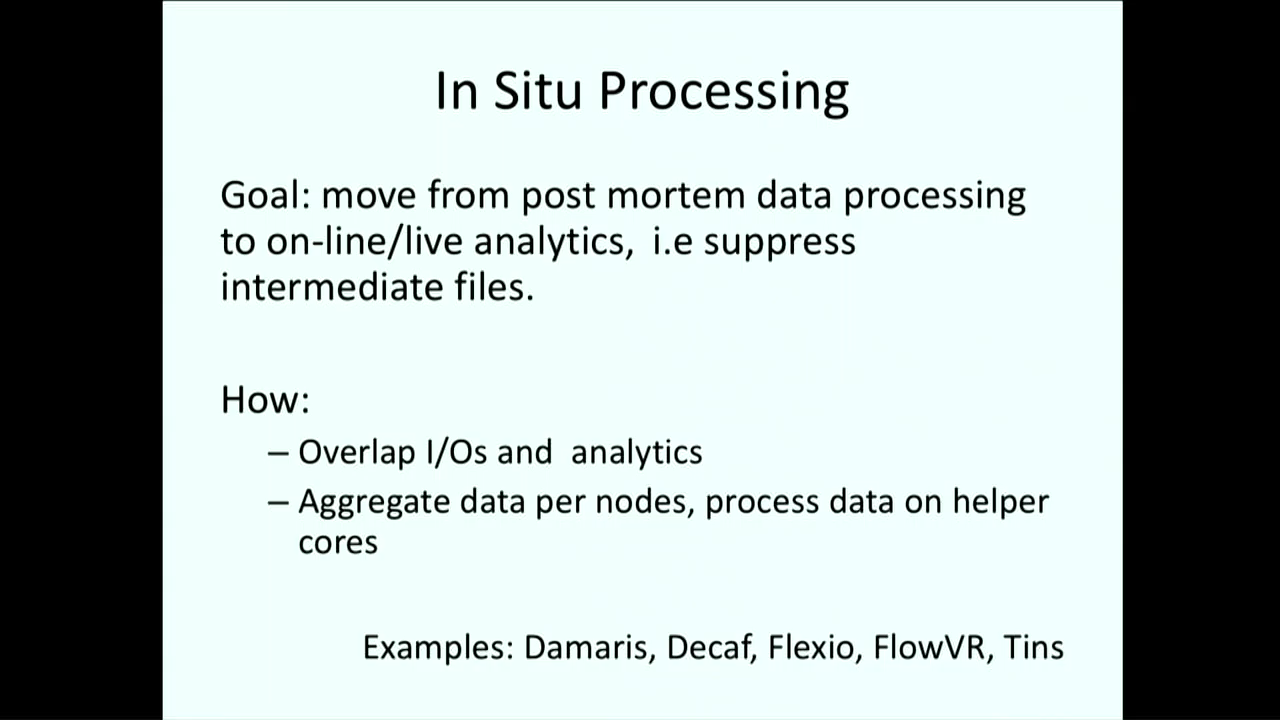 In Situ Processing
Goal: move from post mortem data processing
to on-line/live analytics,  i.e suppress
intermediate files.
How:
– Overlap I/Os and  analytics
– Aggregate data per nodes, process data on helper
cores
Examples: Damaris, Decaf, Flexio, FlowVR, Tins